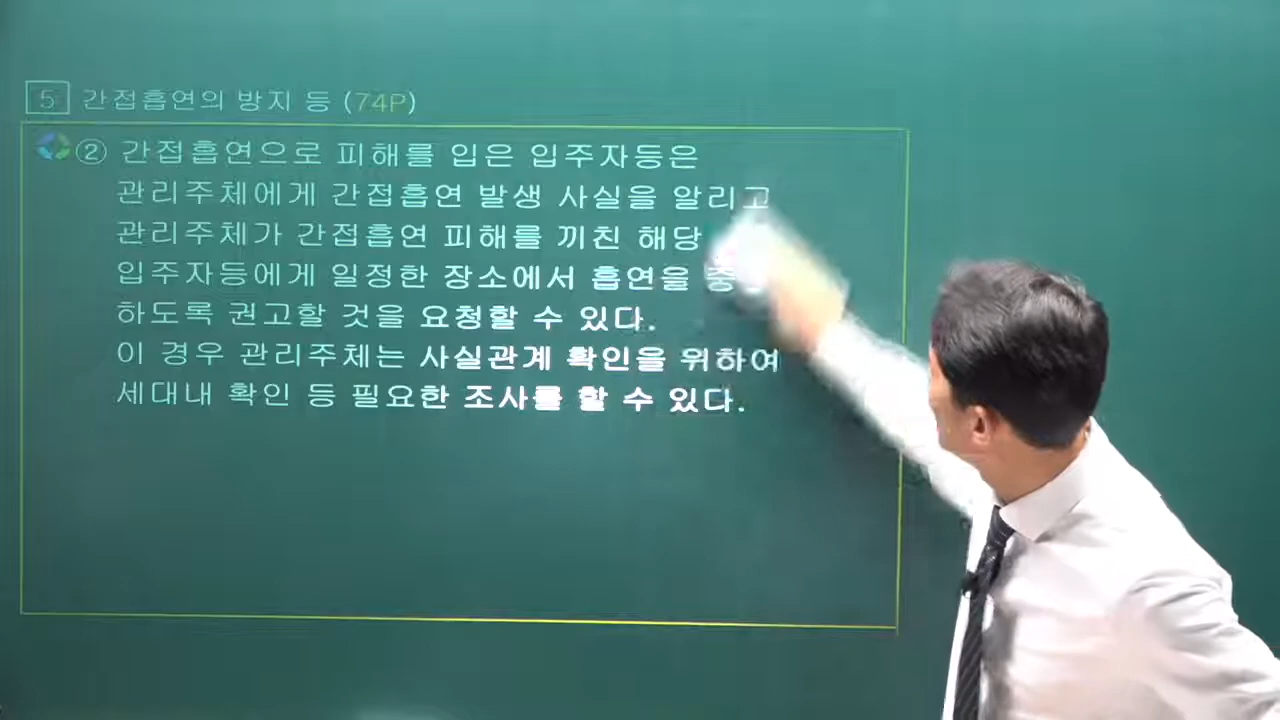 5 간접흡연의 방지 등 (74P)
② 간접흡연으로 피해를 입은 입주자등은
관리주체에게 간접흡연 발생 사실을 알리고
관리주체가 간접흡연 피해를 끼친 해당
입주자등에게 일정한 장소에서 흡연을
하도록 권고할 것을 요청할 수 있다.
이 경우 관리주체는 사실관계 확인을 위하여
세대내 확인 등 필요한 조사를 할 수 있다.